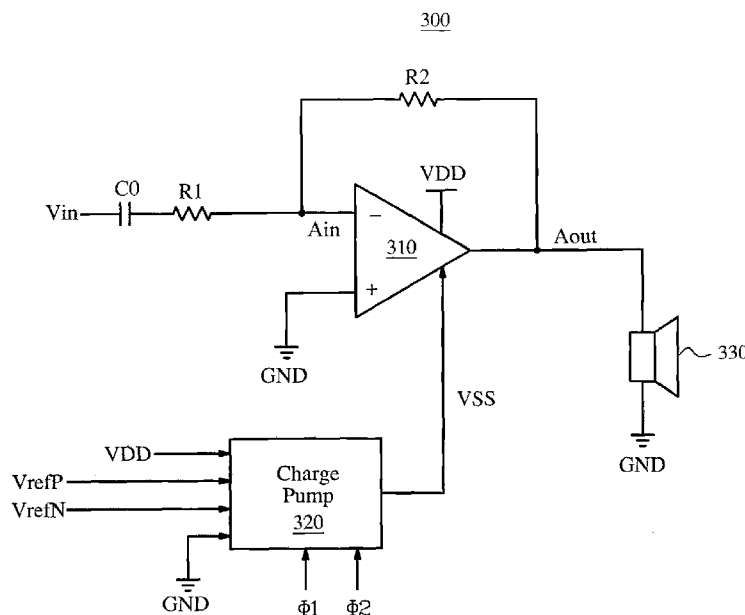 300
R2
VDD
C0
R1
Vin
Ain
−
310
Aout
+
GND
330
VSS
GND
VDD
VrefP
VrefN
Charge
Pump
320
GND
Φ1
Φ2